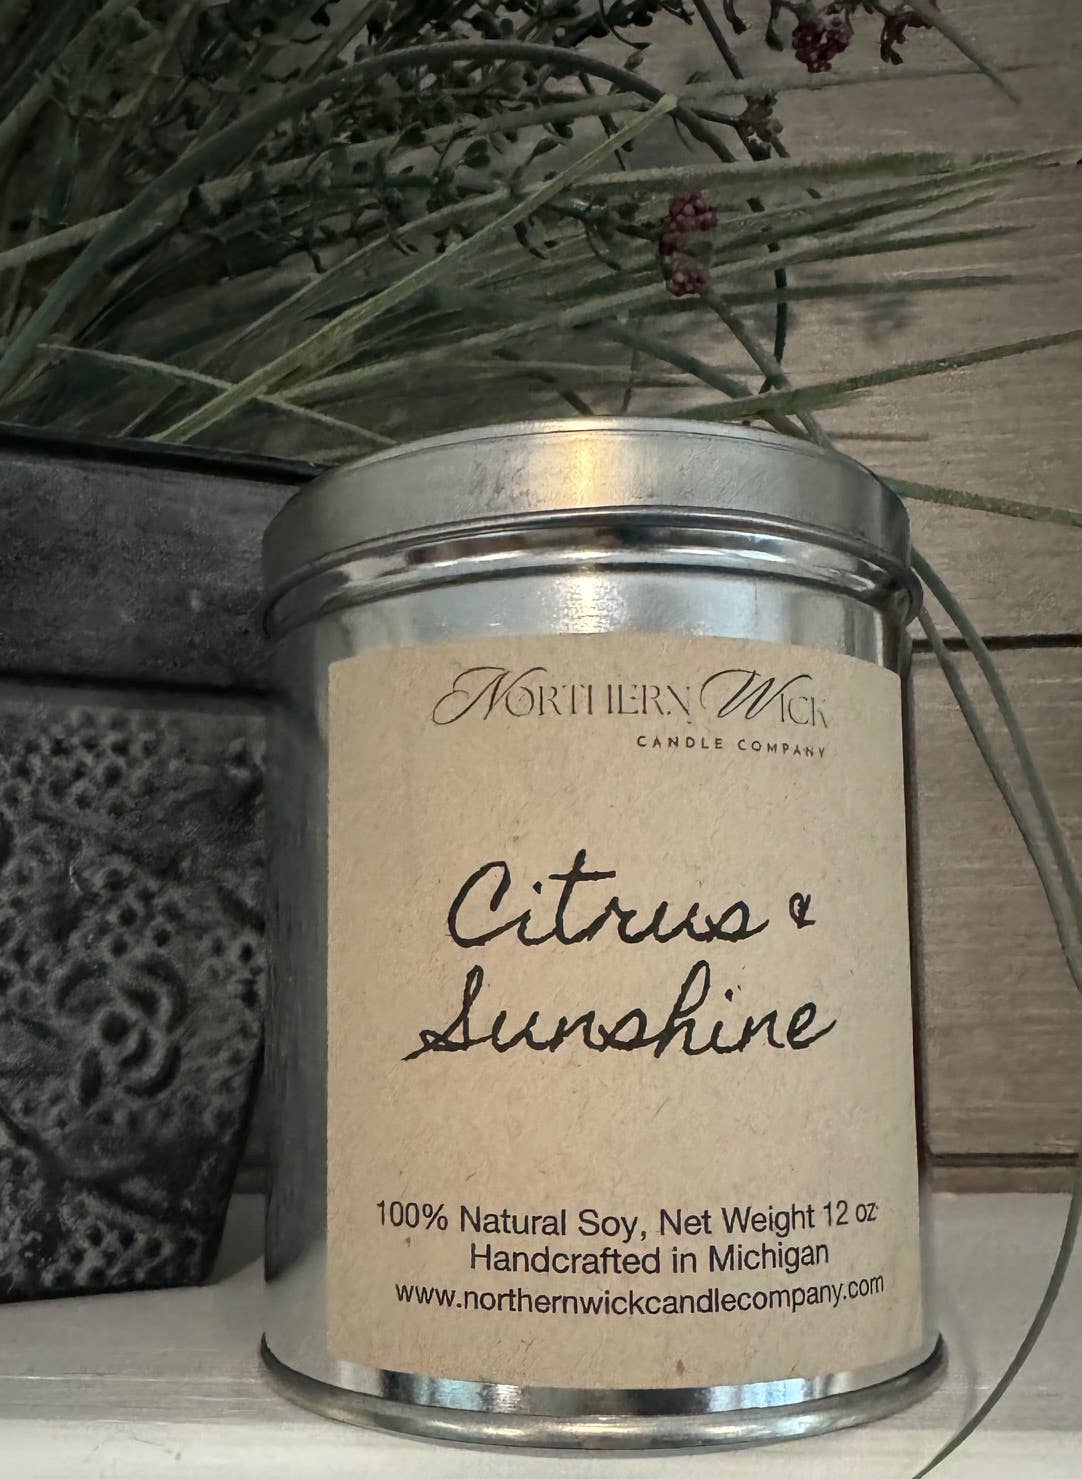 Northern Wick
CANDLE COMPANY
Citrus &
Sunshine
100% Natural Soy, Net Weight 12 oz
Handcrafted in Michigan
www.northernwickcandlecompany.com